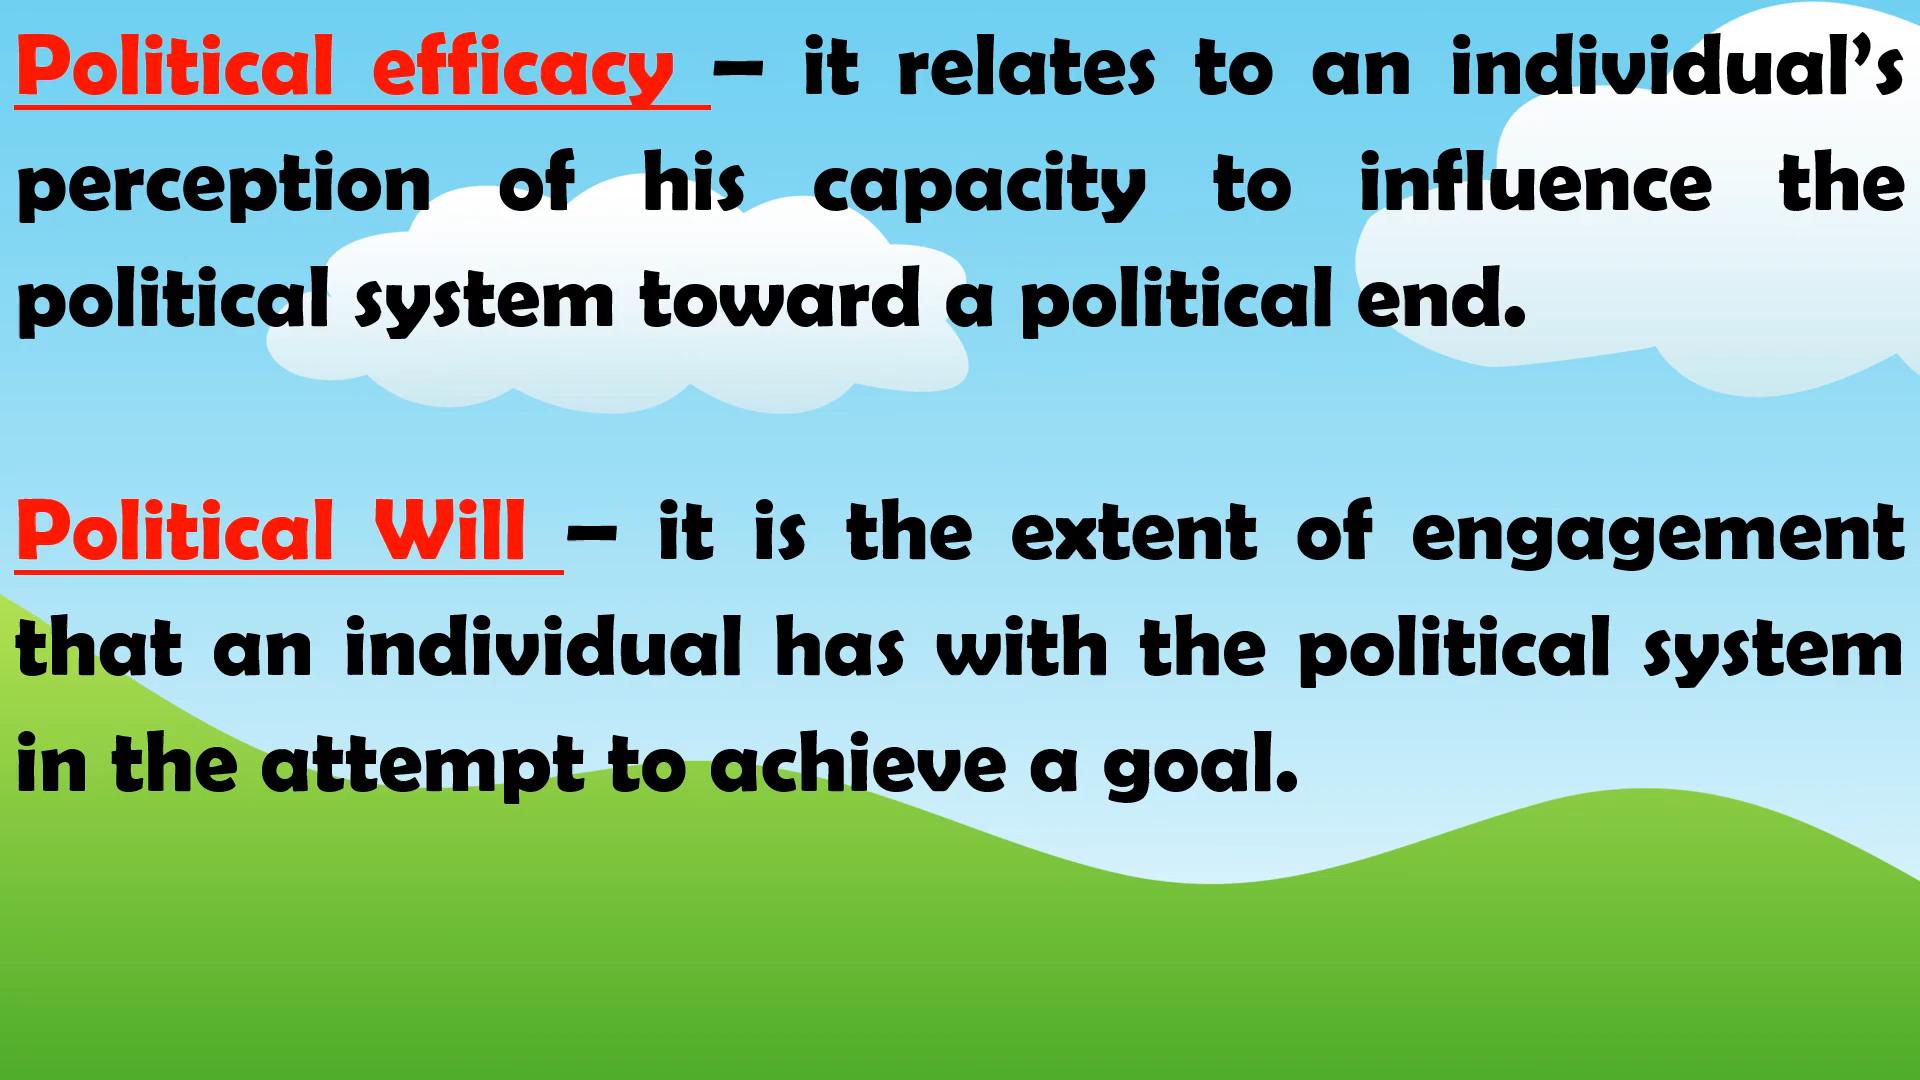 Political efficacy – it relates to an individual’s
perception of his capacity to influence the
political system toward a political end.
Political Will – it is the extent of engagement
that an individual has with the political system
in the attempt to achieve a goal.